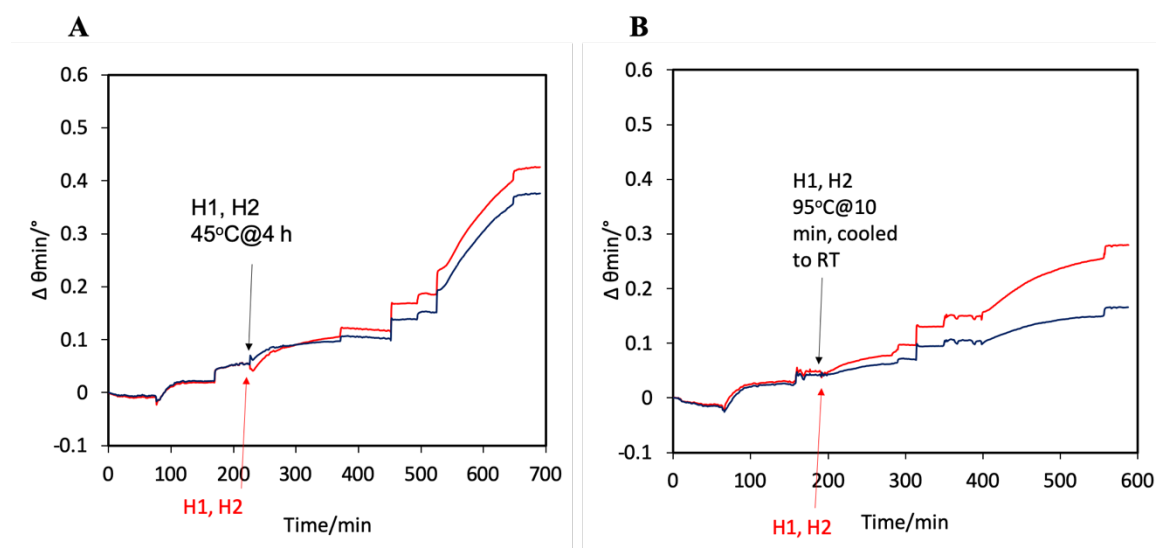 A
0.6
0.5
0.4
0.3
0.2
0.1
0
-0.1
Δ θmin/°
H1, H2
45°C@4 h
0 100 200 300 400 500 600 700
H1, H2
Time/min
B
0.6
0.5
0.4
0.3
0.2
0.1
0
-0.1
Δ θmin/°
H1, H2
95°C@10
min, cooled
to RT
0 100 200 300 400 500 600
H1, H2
Time/min